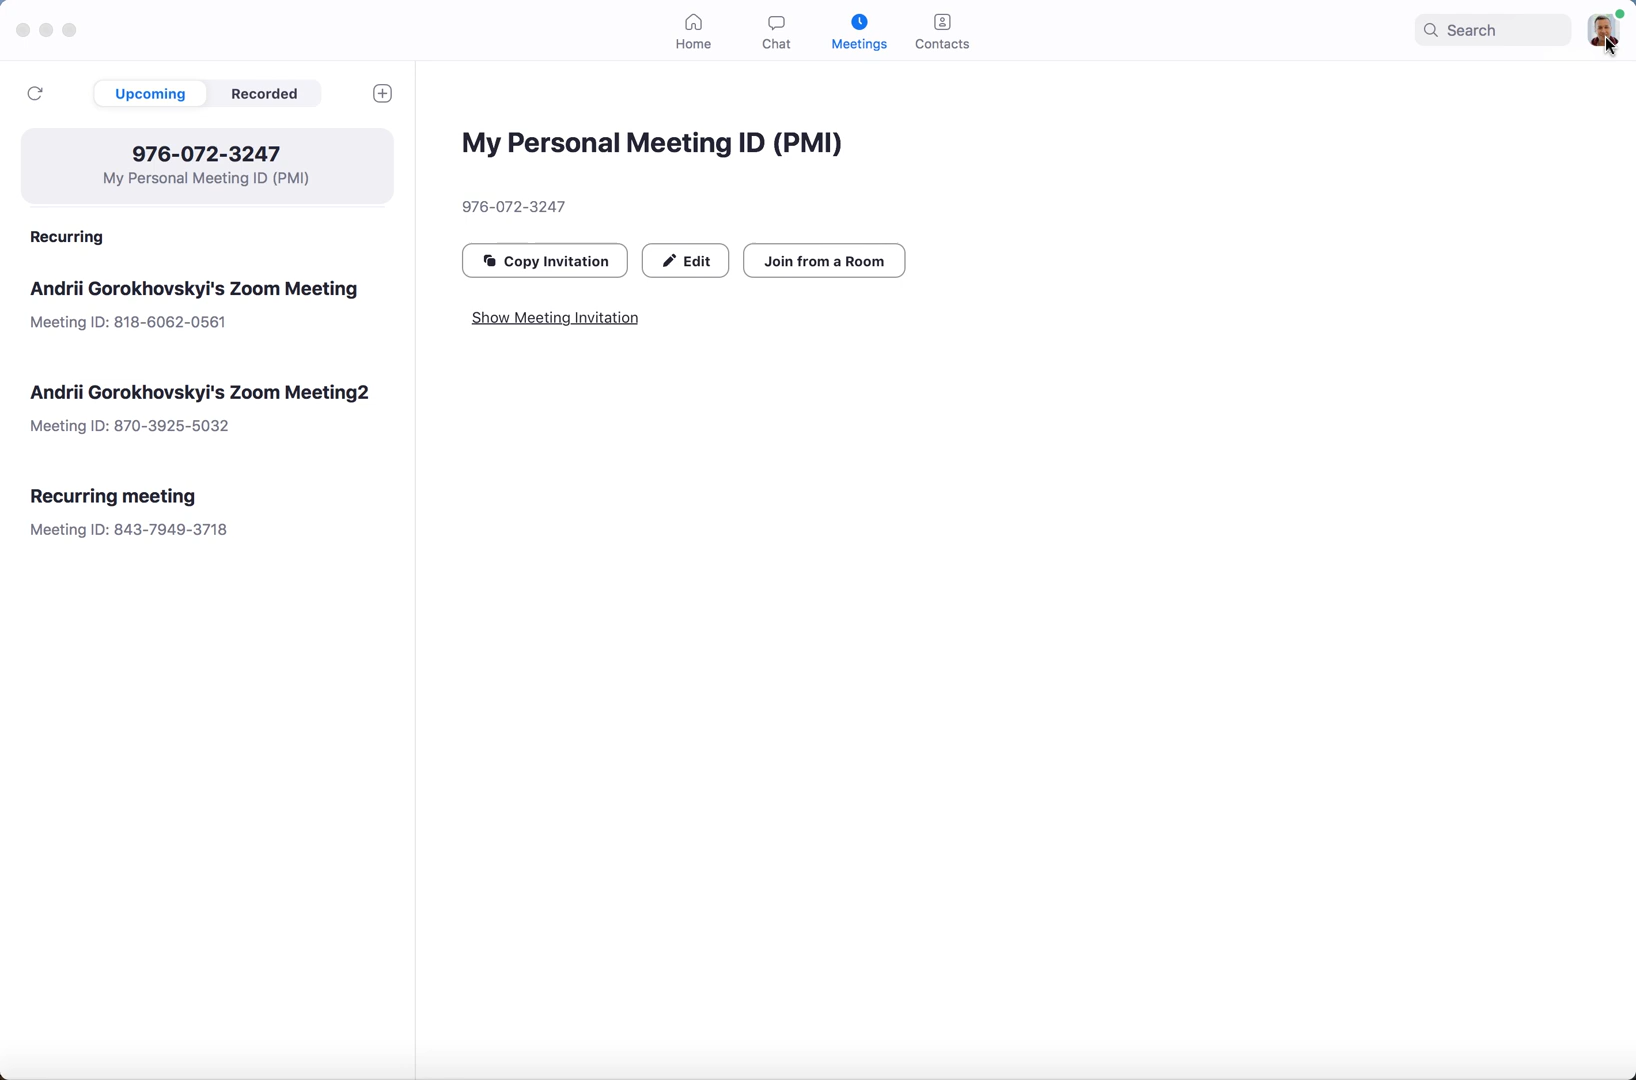 Home
Chat
Meetings
Contacts
Search
Upcoming
Recorded
976-072-3247
My Personal Meeting ID (PMI)
Recurring
Andrii Gorokhovskyi's Zoom Meeting
Meeting ID: 818-6062-0561
Andrii Gorokhovskyi's Zoom Meeting2
Meeting ID: 870-3925-5032
Recurring meeting
Meeting ID: 843-7949-3718
My Personal Meeting ID (PMI)
976-072-3247
Copy Invitation
Edit
Join from a Room
Show Meeting Invitation